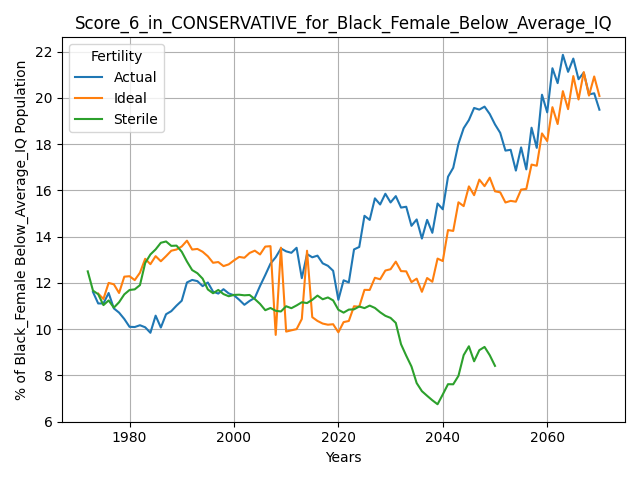 Score_6_in_CONSERVATIVE_for_Black_Female_Below_Average_IQ
Fertility
Actual
Ideal
Sterile
% of Black_Female Below_Average_IQ Population
22
20
18
16
14
12
10
8
6
1980
2000
2020
2040
2060
Years